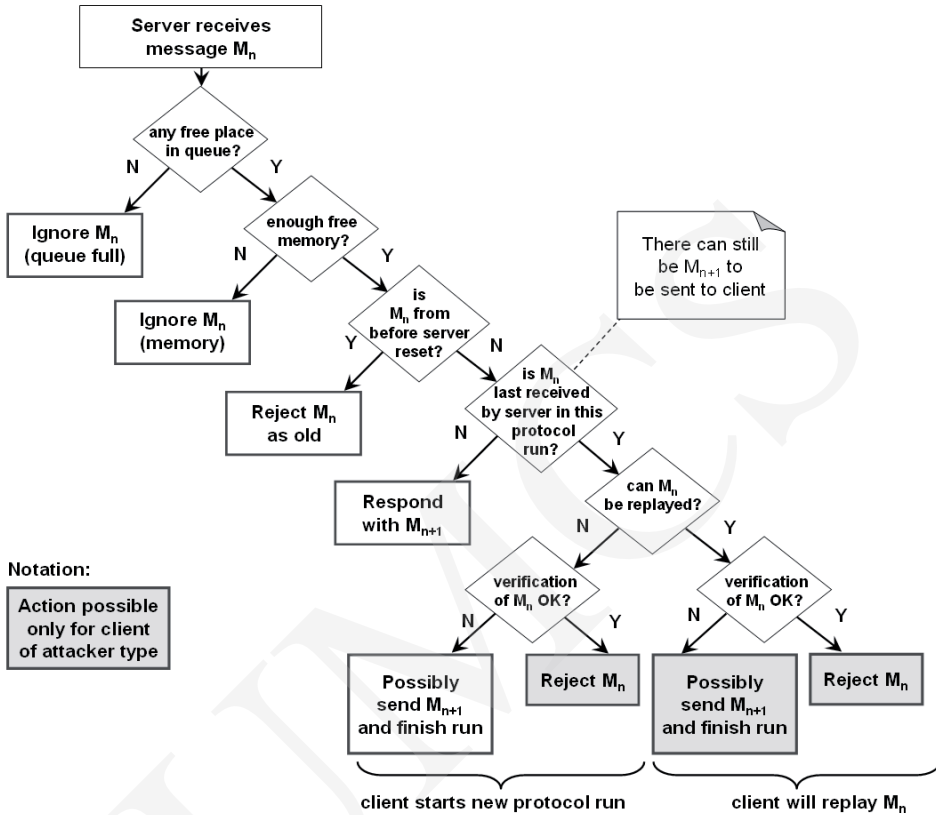 Server receives
message Mn
any free place
in queue?
N
Y
Ignore Mn
(queue full)
enough free
memory?
N
Y
Ignore Mn
(memory)
There can still
be Mn+1 to
be sent to client
is
Mn from
before server
reset?
Y
N
Reject Mn
as old
is Mn
last received
by server in this
protocol
run?
N
Y
Respond
with Mn+1
can Mn
be replayed?
N
Y
Notation:
Action possible
only for client
of attacker type
verification
of Mn OK?
N
Y
verification
of Mn OK?
N
Y
Possibly
send Mn+1
and finish run
Reject Mn
Possibly
send Mn+1
and finish run
Reject Mn
client starts new protocol run
client will replay Mn
UMCS